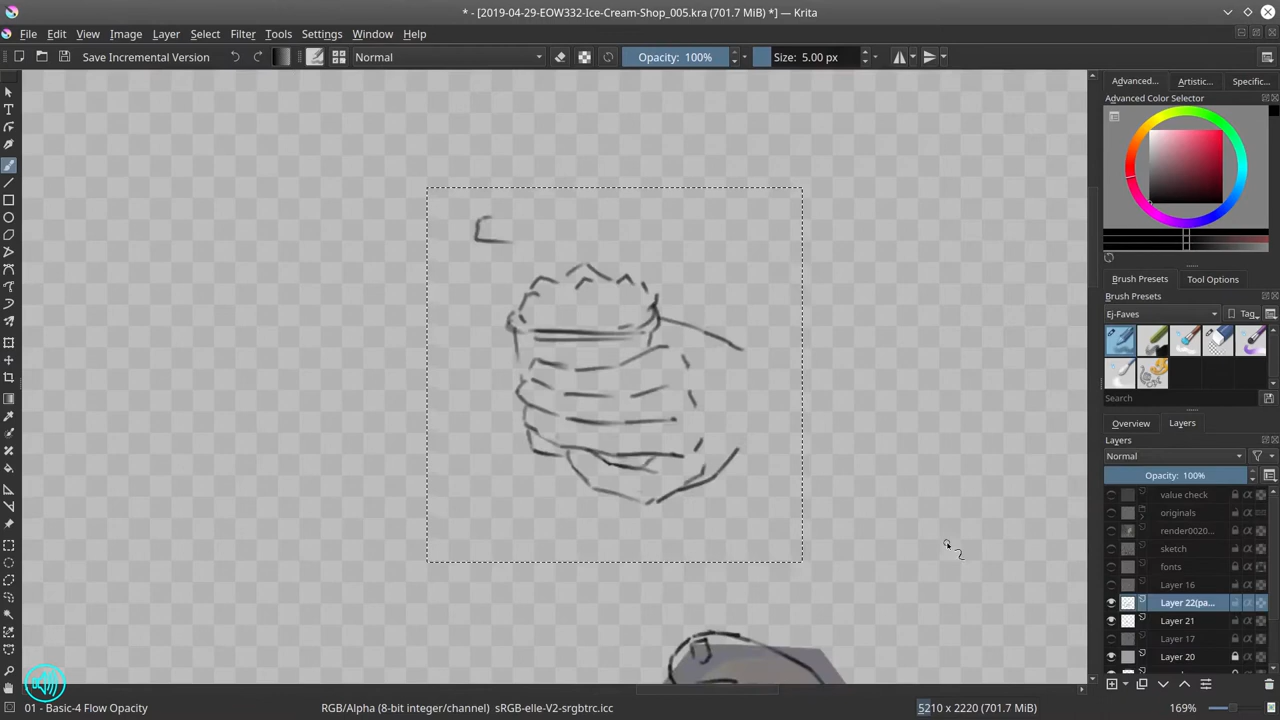 * - [2019-04-29-EOW332-Ice-Cream-Shop_005.kra (701.7 MiB) *] — Krita
File Edit View Image Layer Select Filter Tools Settings Window Help
Save Incremental Version Normal Opacity: 100% Size: 5.00 px
Advanced... Artistic... Specific...
Advanced Color Selector
Brush Presets Tool Options
Brush Presets
Ej-Faves Tag
Search
Overview Layers
Layers
Normal
Opacity: 100%
value check
originals
render0020...
sketch
fonts
Layer 16
Layer 22(pa...
Layer 21
Layer 17
Layer 20
01 - Basic-4 Flow Opacity RGB/Alpha (8-bit integer/channel) sRGB-elle-V2-srgbtrc.icc 5210 x 2220 (701.7 MiB) 169%